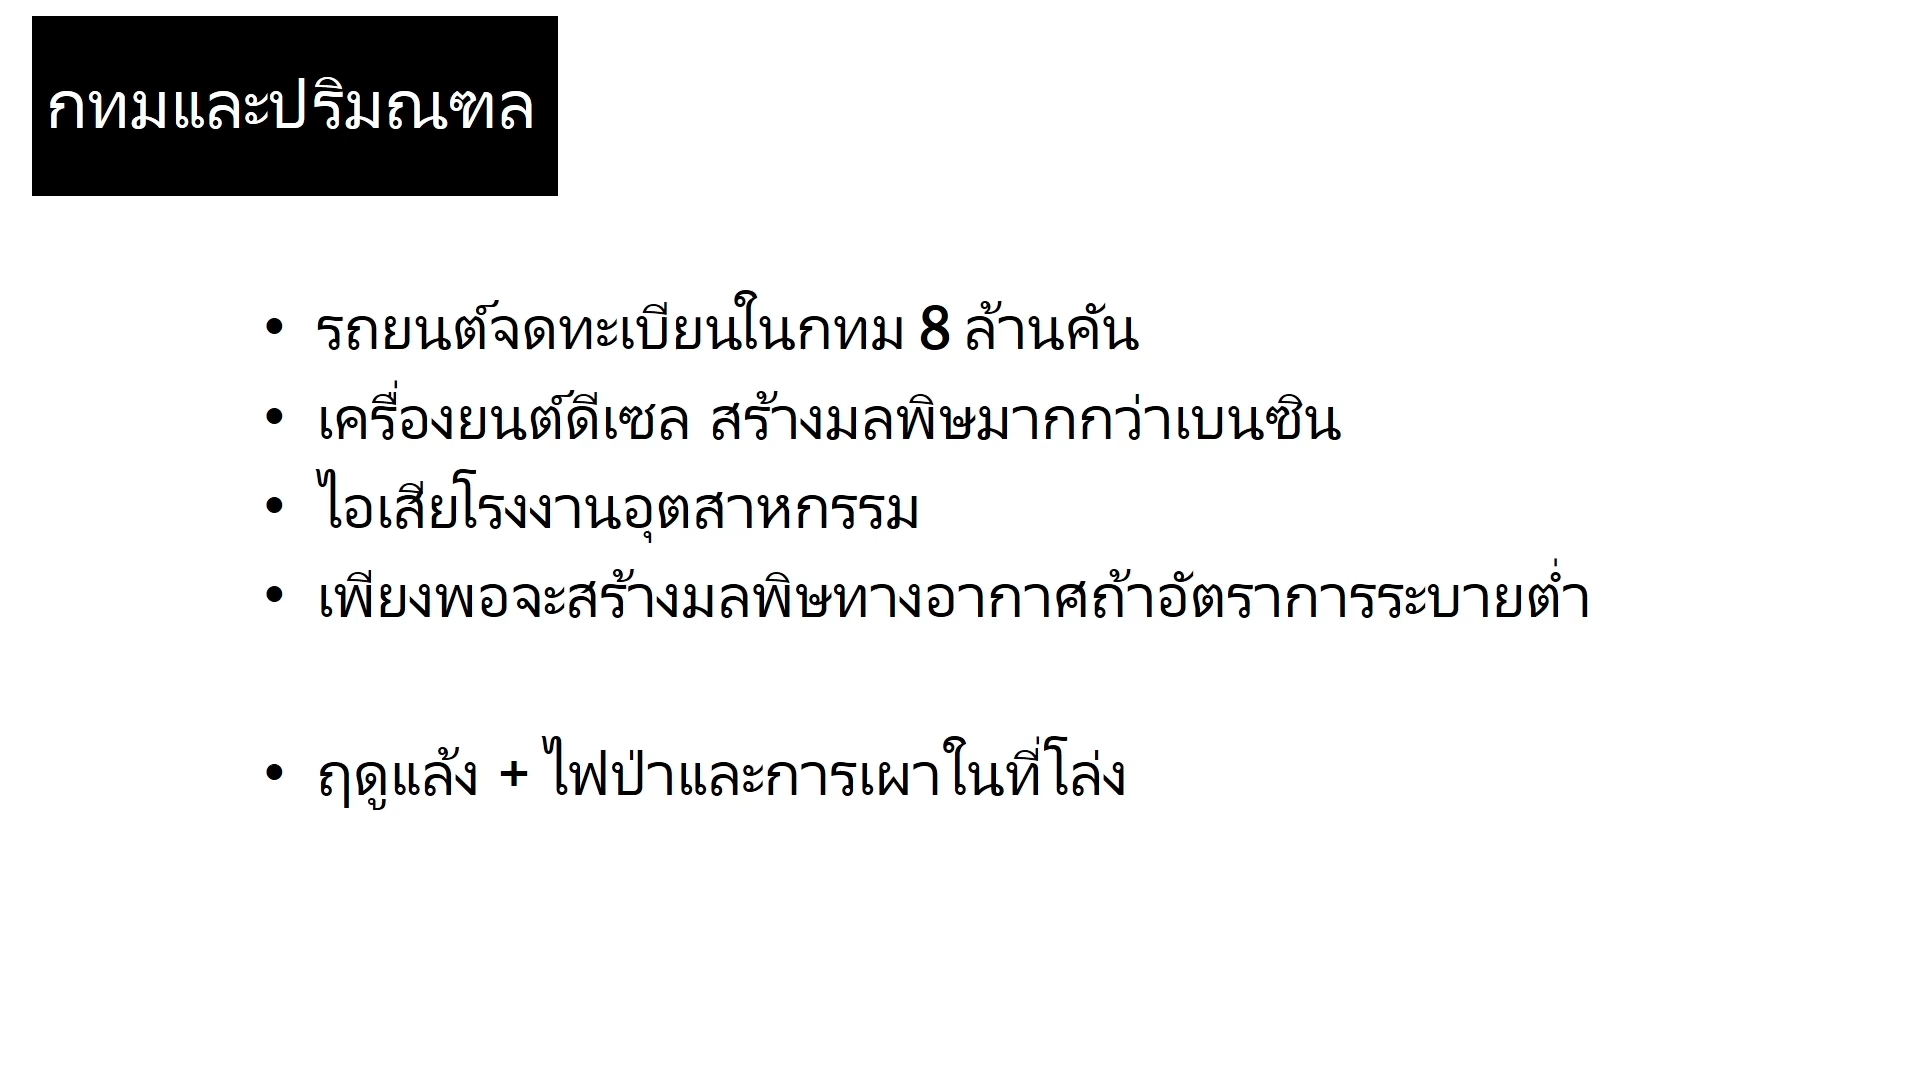 กทมและปริมณฑล
• รถยนต์จดทะเบียนในกทม 8 ล้านคัน
• เครื่องยนต์ดีเซล สร้างมลพิษมากกว่าเบนซิน
• ไอเสียโรงงานอุตสาหกรรม
• เพียงพอจะสร้างมลพิษทางอากาศถ้าอัตราการระบายต่ำ
• ฤดูแล้ง + ไฟป่าและการเผาในที่โล่ง